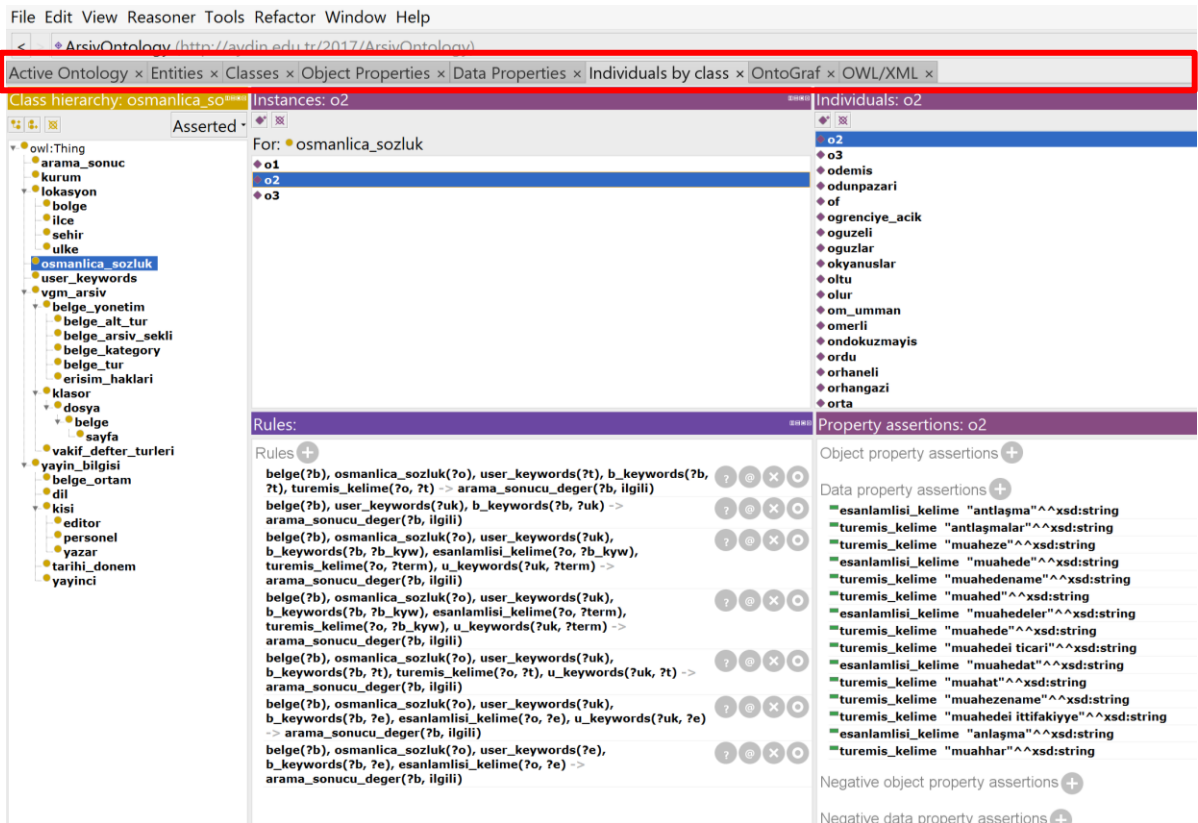 File Edit View Reasoner Tools Refactor Window Help
< > ArsivOntology (http://aydin.edu.tr/2017/ArsivOntology)
Active Ontology × Entities × Classes × Object Properties × Data Properties × Individuals by class × OntoGraf × OWL/XML ×
Class hierarchy: osmanlica_so
Asserted
owl:Thing
arama_sonuc
kurum
lokasyon
bolge
ilce
sehir
ulke
osmanlica_sozluk
user_keywords
vgm_arsiv
belge_yonetim
belge_alt_tur
belge_arsiv_sekli
belge_kategory
belge_tur
erisim_haklari
klasor
dosya
belge
sayfa
vakif_defter_turleri
yayin_bilgisi
belge_ortam
dil
kisi
editor
personel
yazar
tarihi_donem
yayinci
Instances: o2
For: osmanlica_sozluk
o1
o2
o3
Rules:
Rules
belge(?b), osmanlica_sozluk(?o), user_keywords(?t), b_keywords(?b,
?t), turemis_kelime(?o, ?t) -> arama_sonucu_deger(?b, ilgili)
belge(?b), user_keywords(?uk), b_keywords(?b, ?uk) ->
arama_sonucu_deger(?b, ilgili)
belge(?b), osmanlica_sozluk(?o), user_keywords(?uk),
b_keywords(?b, ?b_kyw), esanlamlisi_kelime(?o, ?b_kyw),
turemis_kelime(?o, ?term), u_keywords(?uk, ?term) ->
arama_sonucu_deger(?b, ilgili)
belge(?b), osmanlica_sozluk(?o), user_keywords(?uk),
b_keywords(?b, ?b_kyw), esanlamlisi_kelime(?o, ?term),
turemis_kelime(?o, ?b_kyw), u_keywords(?uk, ?term) ->
arama_sonucu_deger(?b, ilgili)
belge(?b), osmanlica_sozluk(?o), user_keywords(?uk),
b_keywords(?b, ?t), turemis_kelime(?o, ?t), u_keywords(?uk, ?t) ->
arama_sonucu_deger(?b, ilgili)
belge(?b), osmanlica_sozluk(?o), user_keywords(?uk),
b_keywords(?b, ?e), esanlamlisi_kelime(?o, ?e), u_keywords(?uk, ?e)
-> arama_sonucu_deger(?b, ilgili)
belge(?b), osmanlica_sozluk(?o), user_keywords(?e),
b_keywords(?b, ?e), esanlamlisi_kelime(?o, ?e) ->
arama_sonucu_deger(?b, ilgili)
Individuals: o2
o2
o3
odemis
odunpazari
of
ogrenciye_acik
oguzeli
oguzlar
okyanuslar
oltu
olur
om_umman
omerli
ondokuzmayis
ordu
orhaneli
orhangazi
orta
Property assertions: o2
Object property assertions
Data property assertions
esanlamlisi_kelime "antlaşma"^^xsd:string
turemis_kelime "antlaşmalar"^^xsd:string
turemis_kelime "muaheze"^^xsd:string
esanlamlisi_kelime "muahede"^^xsd:string
turemis_kelime "muahedename"^^xsd:string
turemis_kelime "muahed"^^xsd:string
esanlamlisi_kelime "muahedeler"^^xsd:string
turemis_kelime "muahede"^^xsd:string
turemis_kelime "muahedei ticari"^^xsd:string
esanlamlisi_kelime "muahedat"^^xsd:string
turemis_kelime "muahat"^^xsd:string
turemis_kelime "muahezename"^^xsd:string
turemis_kelime "muahedei ittifakiyye"^^xsd:string
esanlamlisi_kelime "anlaşma"^^xsd:string
turemis_kelime "muahhar"^^xsd:string
Negative object property assertions
Negative data property assertions